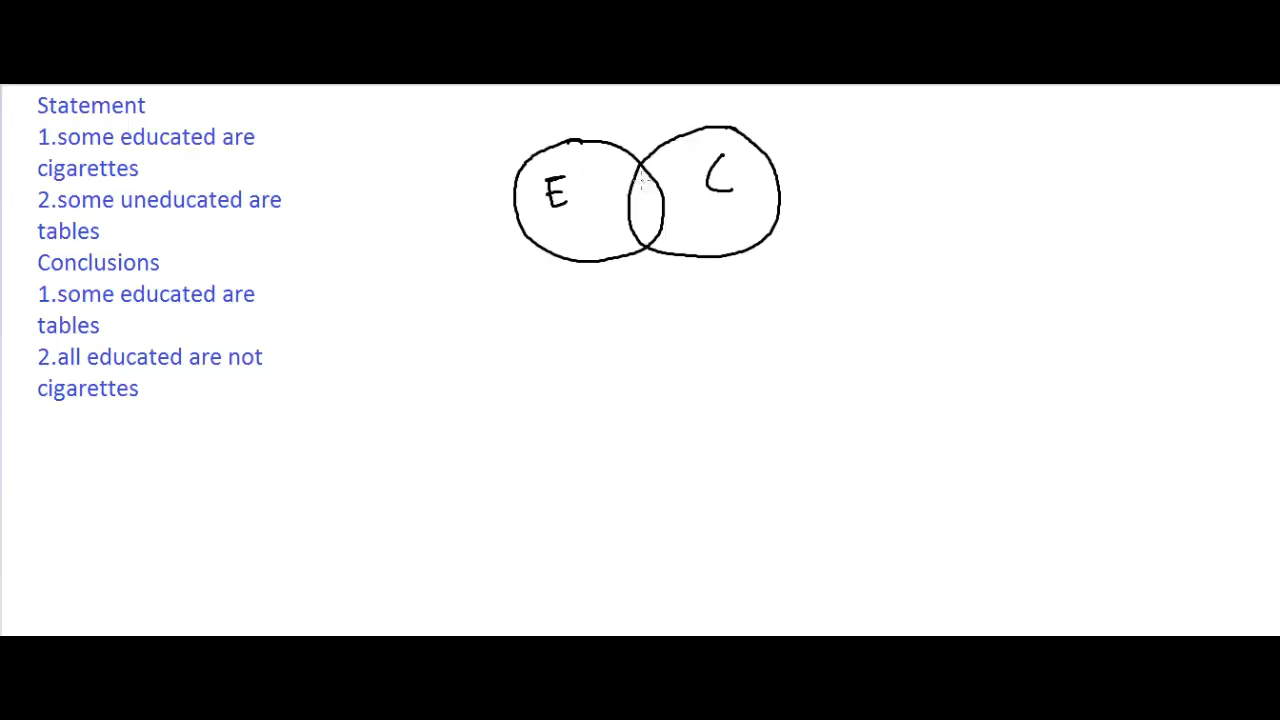 Statement
1.some educated are
cigarettes
2.some uneducated are
tables
Conclusions
1.some educated are
tables
2.all educated are not
cigarettes
E
C